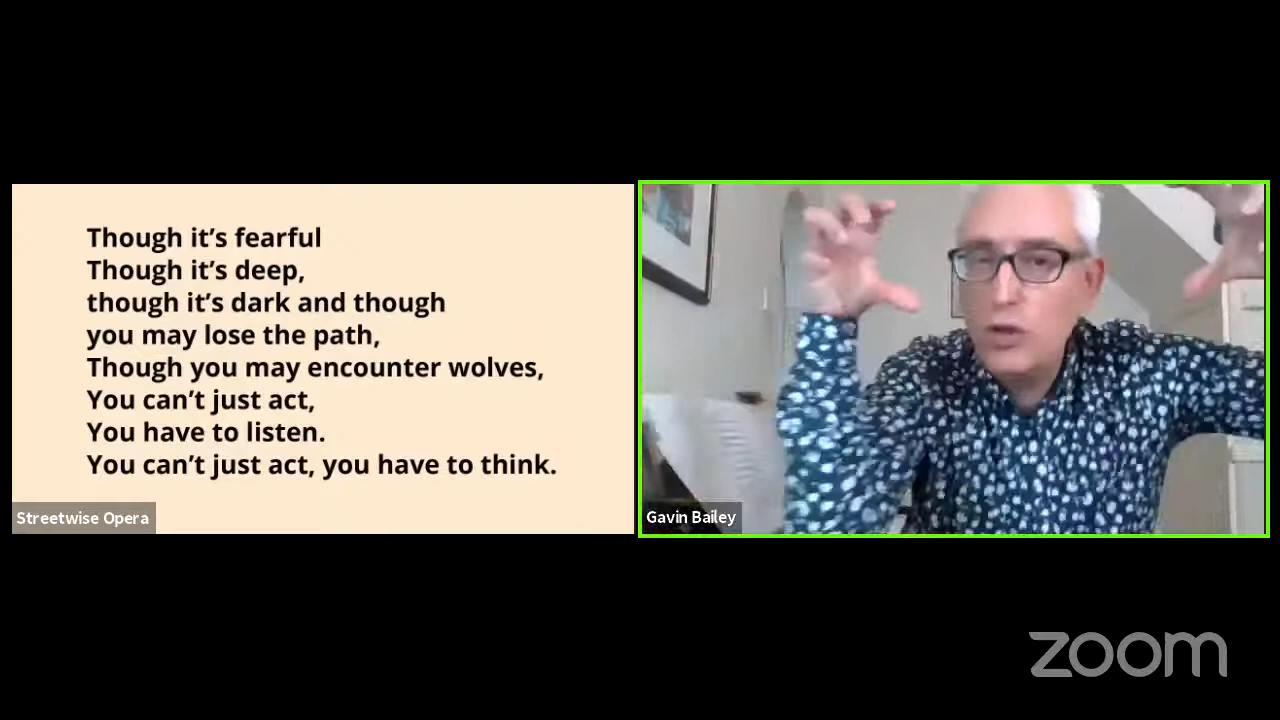 Though it's fearful
Though it's deep,
though it's dark and though
you may lose the path,
Though you may encounter wolves,
You can't just act,
You have to listen.
You can't just act, you have to think.
Streetwise Opera
Gavin Bailey
zoom